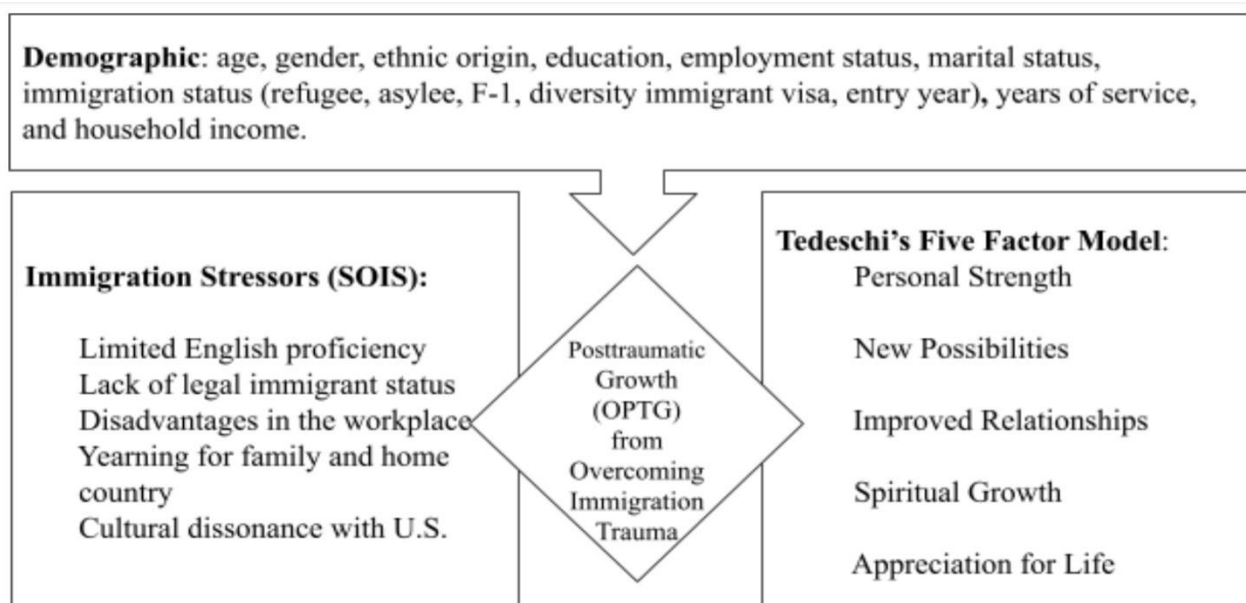 Demographic: age, gender, ethnic origin, education, employment status, marital status,
immigration status (refugee, asylee, F-1, diversity immigrant visa, entry year), years of service,
and household income.
Immigration Stressors (SOIS):
Limited English proficiency
Lack of legal immigrant status
Disadvantages in the workplace
Yearning for family and home
country
Cultural dissonance with U.S.
Posttraumatic
Growth
(OPTG)
from
Overcoming
Immigration
Trauma
Tedeschi's Five Factor Model:
Personal Strength
New Possibilities
Improved Relationships
Spiritual Growth
Appreciation for Life